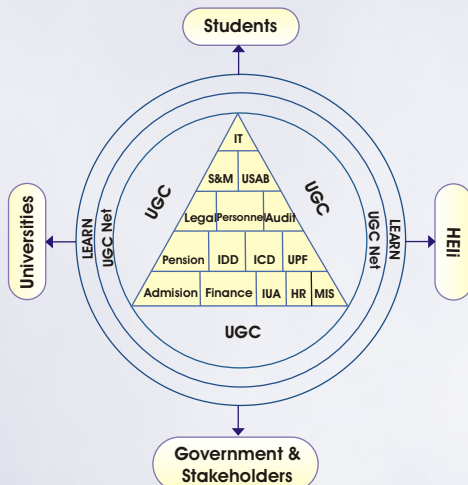 Students
IT
S&M USAB
UGC UGC
Legal Personnel Audit
Universities LEARN UGC Net UGC Net LEARN HEIi
Pension IDD ICD UPF
Admision Finance IUA HR MIS
UGC
Government &
Stakeholders